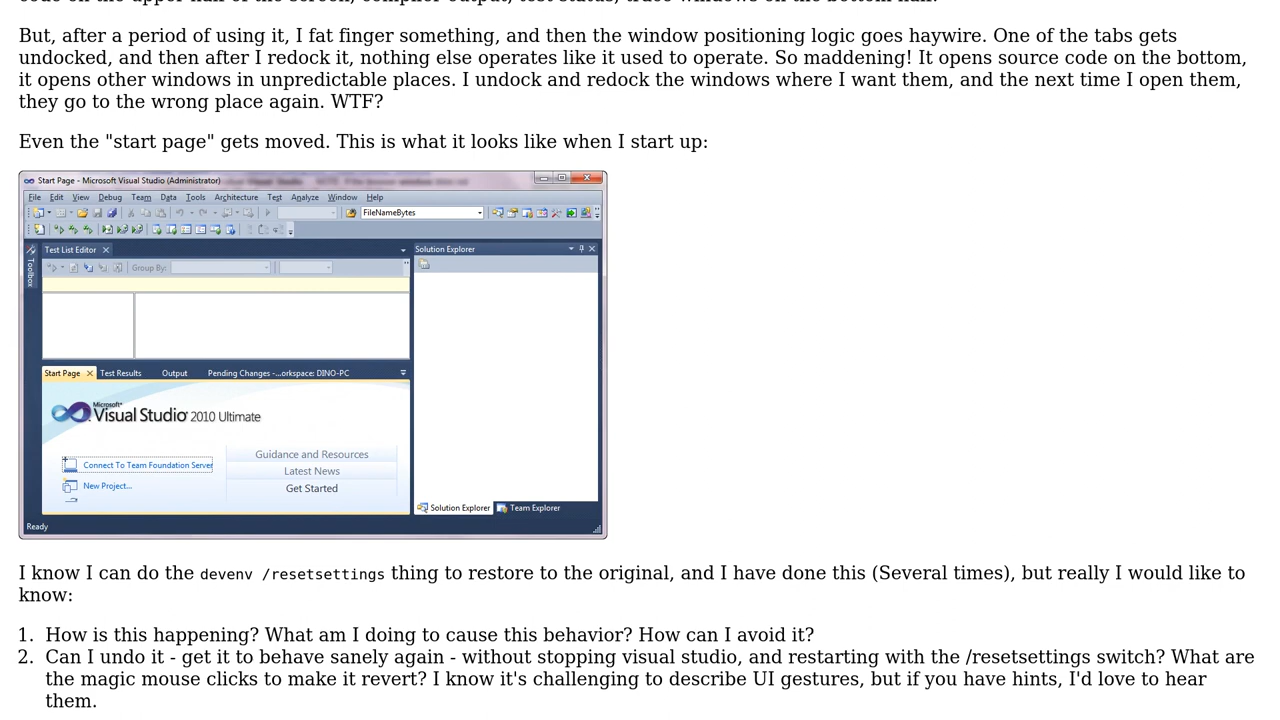 But, after a period of using it, I fat finger something, and then the window positioning logic goes haywire. One of the tabs gets
undocked, and then after I redock it, nothing else operates like it used to operate. So maddening! It opens source code on the bottom,
it opens other windows in unpredictable places. I undock and redock the windows where I want them, and the next time I open them,
they go to the wrong place again. WTF?
Even the "start page" gets moved. This is what it looks like when I start up:
Start Page - Microsoft Visual Studio (Administrator)
File Edit View Debug Team Data Tools Architecture Test Analyze Window Help
FileNameBytes
Toolbox
Test List Editor
Group By:
Solution Explorer
Start Page Test Results Output Pending Changes -...orkspace: DINO-PC
Microsoft
Visual Studio 2010 Ultimate
Connect To Team Foundation Server
New Project...
Guidance and Resources
Latest News
Get Started
Solution Explorer Team Explorer
Ready
I know I can do the devenv /resetsettings thing to restore to the original, and I have done this (Several times), but really I would like to
know:
1. How is this happening? What am I doing to cause this behavior? How can I avoid it?
2. Can I undo it - get it to behave sanely again - without stopping visual studio, and restarting with the /resetsettings switch? What are
the magic mouse clicks to make it revert? I know it's challenging to describe UI gestures, but if you have hints, I'd love to hear
them.